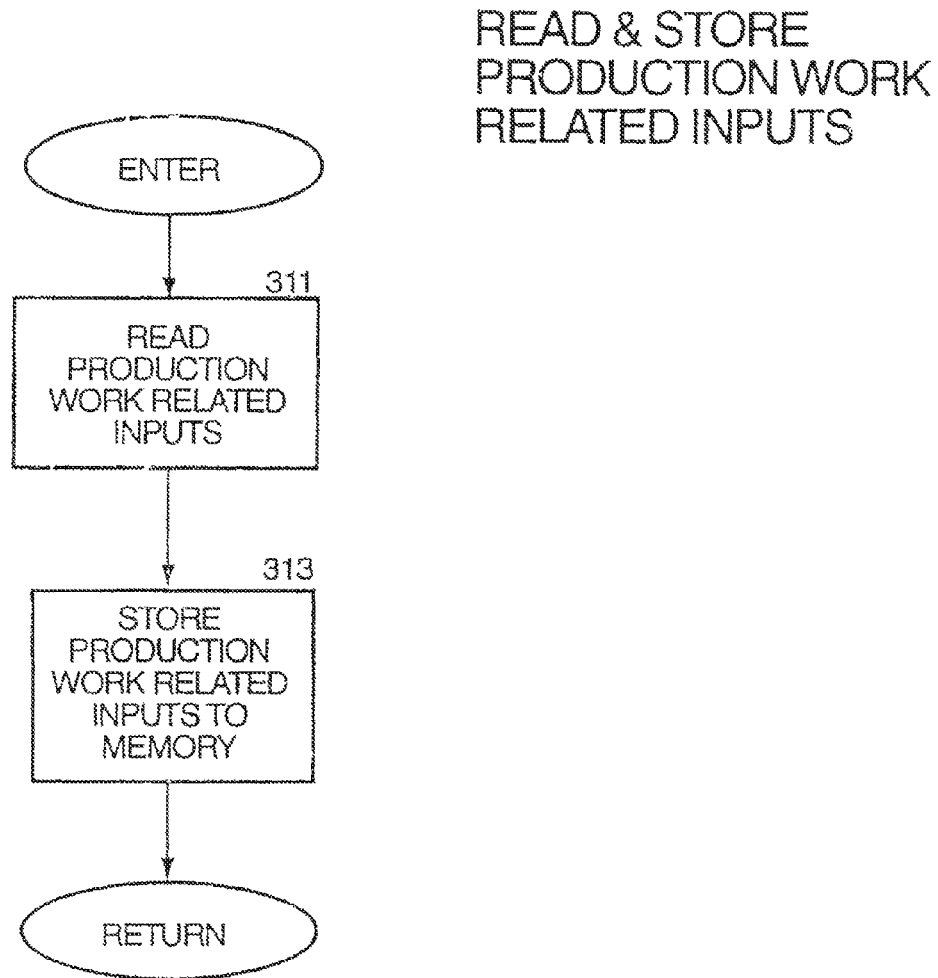 READ & STORE
PRODUCTION WORK
RELATED INPUTS
ENTER
311
READ
PRODUCTION
WORK RELATED
INPUTS
313
STORE
PRODUCTION
WORK RELATED
INPUTS TO
MEMORY
RETURN